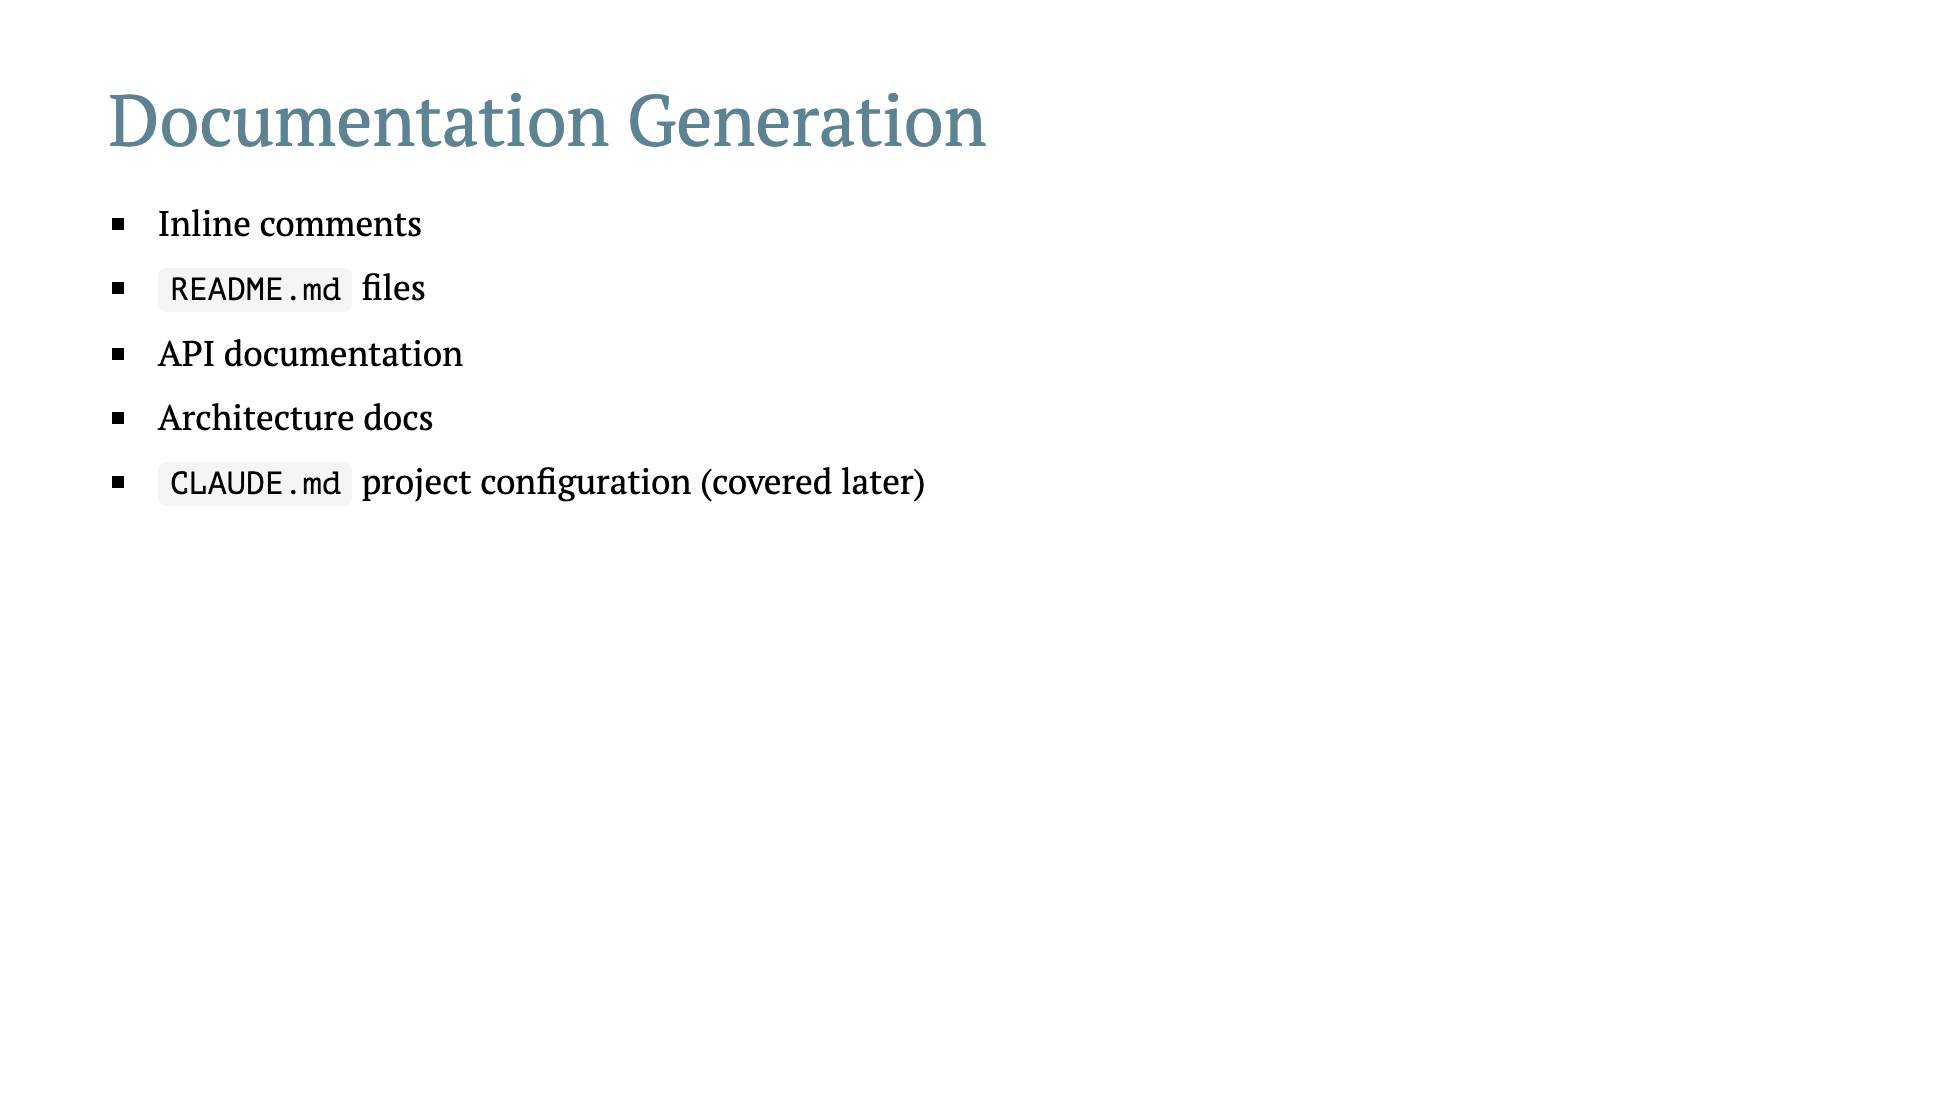 Documentation Generation
Inline comments
README.md files
API documentation
Architecture docs
CLAUDE.md project configuration (covered later)